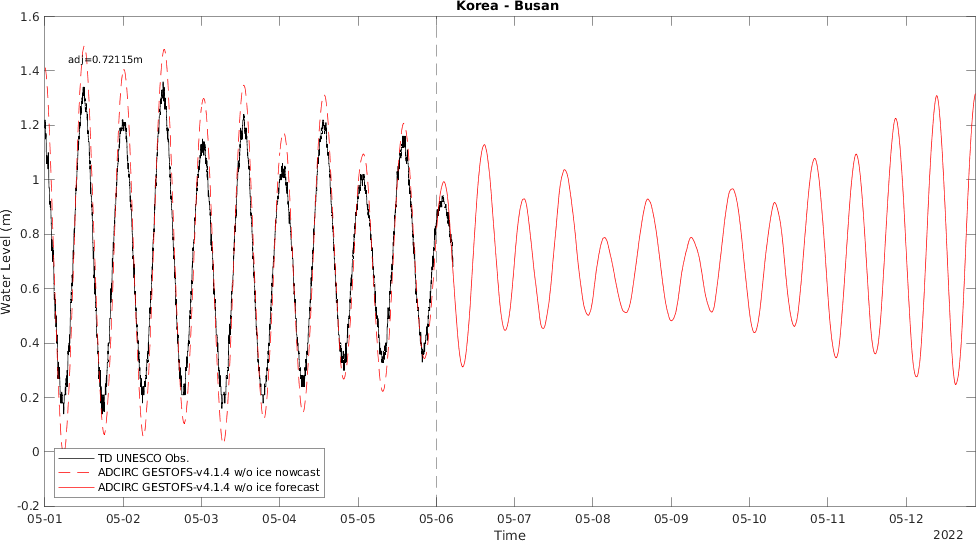 Korea - Busan
1.6
1.4
1.2
1
0.8
0.6
0.4
0.2
0
-0.2
Water Level (m)
adj=0.72115m
TD UNESCO Obs.
ADCIRC GESTOFS-v4.1.4 w/o ice nowcast
ADCIRC GESTOFS-v4.1.4 w/o ice forecast
05-01 05-02 05-03 05-04 05-05 05-06 05-07 05-08 05-09 05-10 05-11 05-12
Time
2022